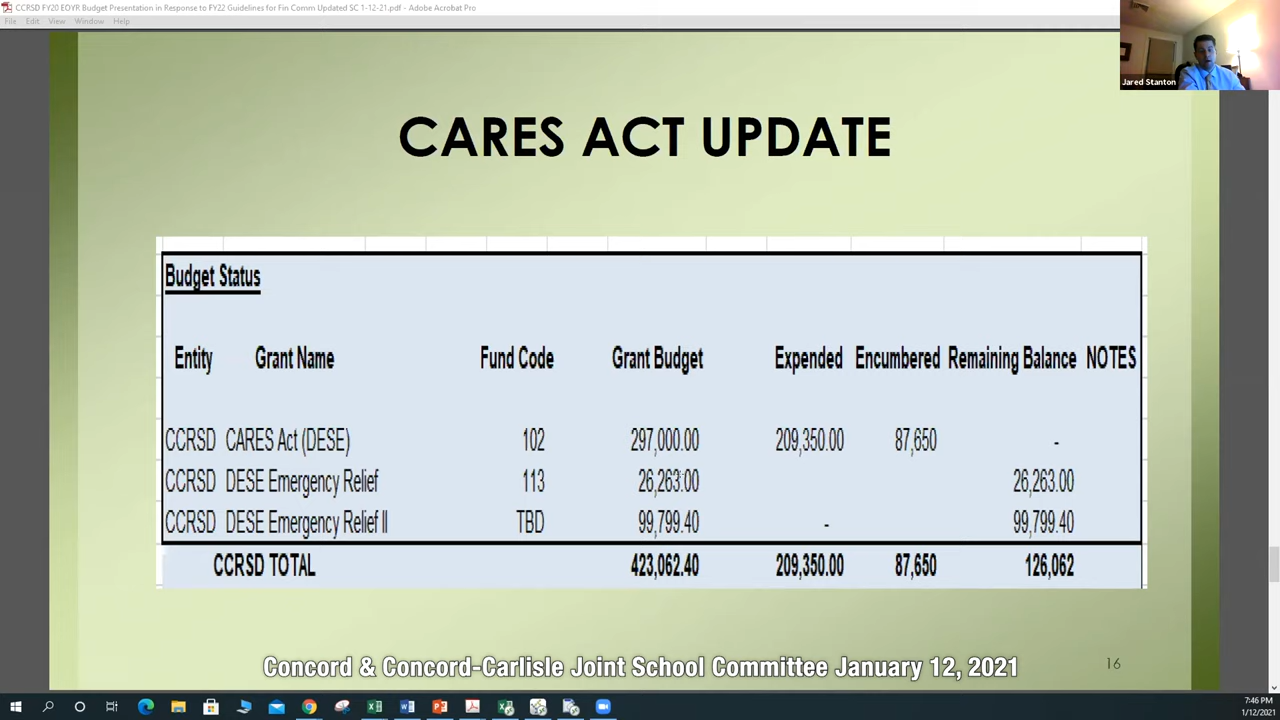 CCRSD FY20 EOYR Budget Presentation in Response to FY22 Guidelines for Fin Comm Updated SC 1-12-21.pdf - Adobe Acrobat Pro
File Edit View Window Help
Jared Stanton
CARES ACT UPDATE
Budget Status
Entity Grant Name Fund Code Grant Budget Expended Encumbered Remaining Balance NOTES
CCRSD CARES Act (DESE) 102 297,000.00 209,350.00 87,650 -
CCRSD DESE Emergency Relief 113 26,263.00 26,263.00
CCRSD DESE Emergency Relief II TBD 99,799.40 - 99,799.40
CCRSD TOTAL 423,062.40 209,350.00 87,650 126,062
Concord & Concord-Carlisle Joint School Committee January 12, 2021
16
7:46 PM
1/12/2021